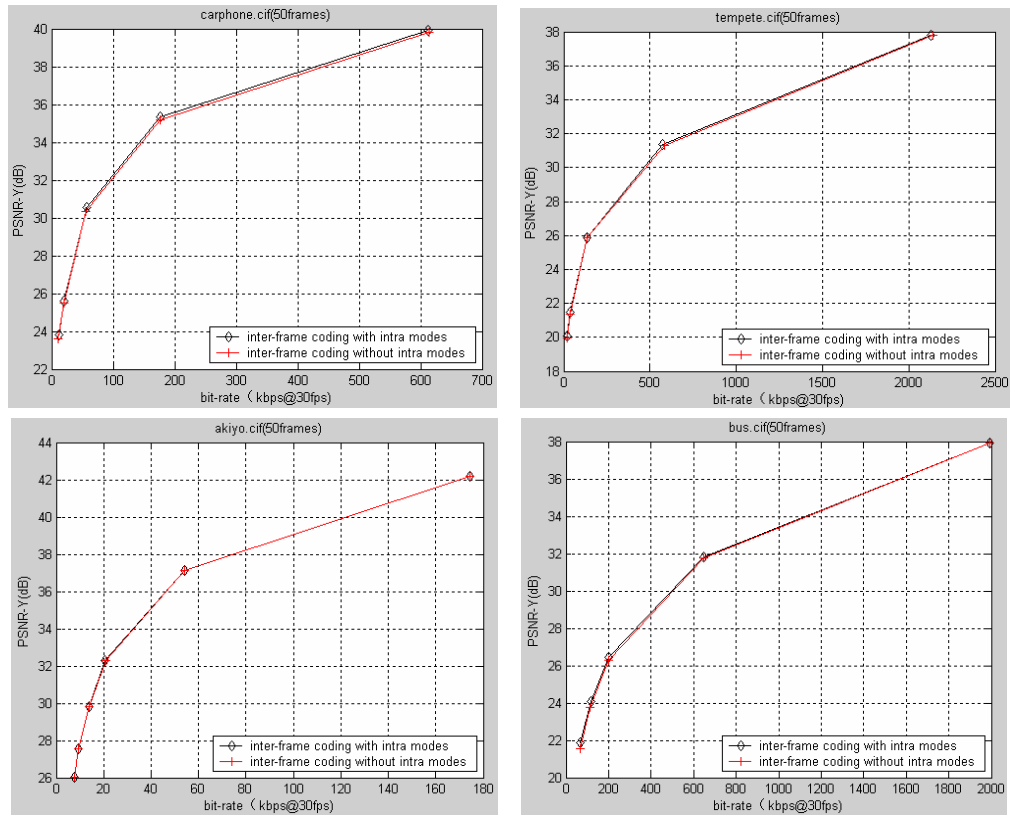 carphone.cif(50frames)
40
38
36
34
32
30
28
26
24
22
PSNR-Y(dB)
inter-frame coding with intra modes
inter-frame coding without intra modes
0 100 200 300 400 500 600 700
bit-rate ( kbps@30fps)
tempete.cif(50frames)
38
36
34
32
30
28
26
24
22
20
18
PSNR-Y(dB)
inter-frame coding with intra modes
inter-frame coding without intra modes
0 500 1000 1500 2000 2500
bit-rate ( kbps@30fps)
akiyo.cif(50frames)
44
42
40
38
36
34
32
30
28
26
PSNR-Y(dB)
inter-frame coding with intra modes
inter-frame coding without intra modes
0 20 40 60 80 100 120 140 160 180
bit-rate ( kbps@30fps)
bus.cif(50frames)
38
36
34
32
30
28
26
24
22
20
PSNR-Y(dB)
inter-frame coding with intra modes
inter-frame coding without intra modes
0 200 400 600 800 1000 1200 1400 1600 1800 2000
bit-rate ( kbps@30fps)